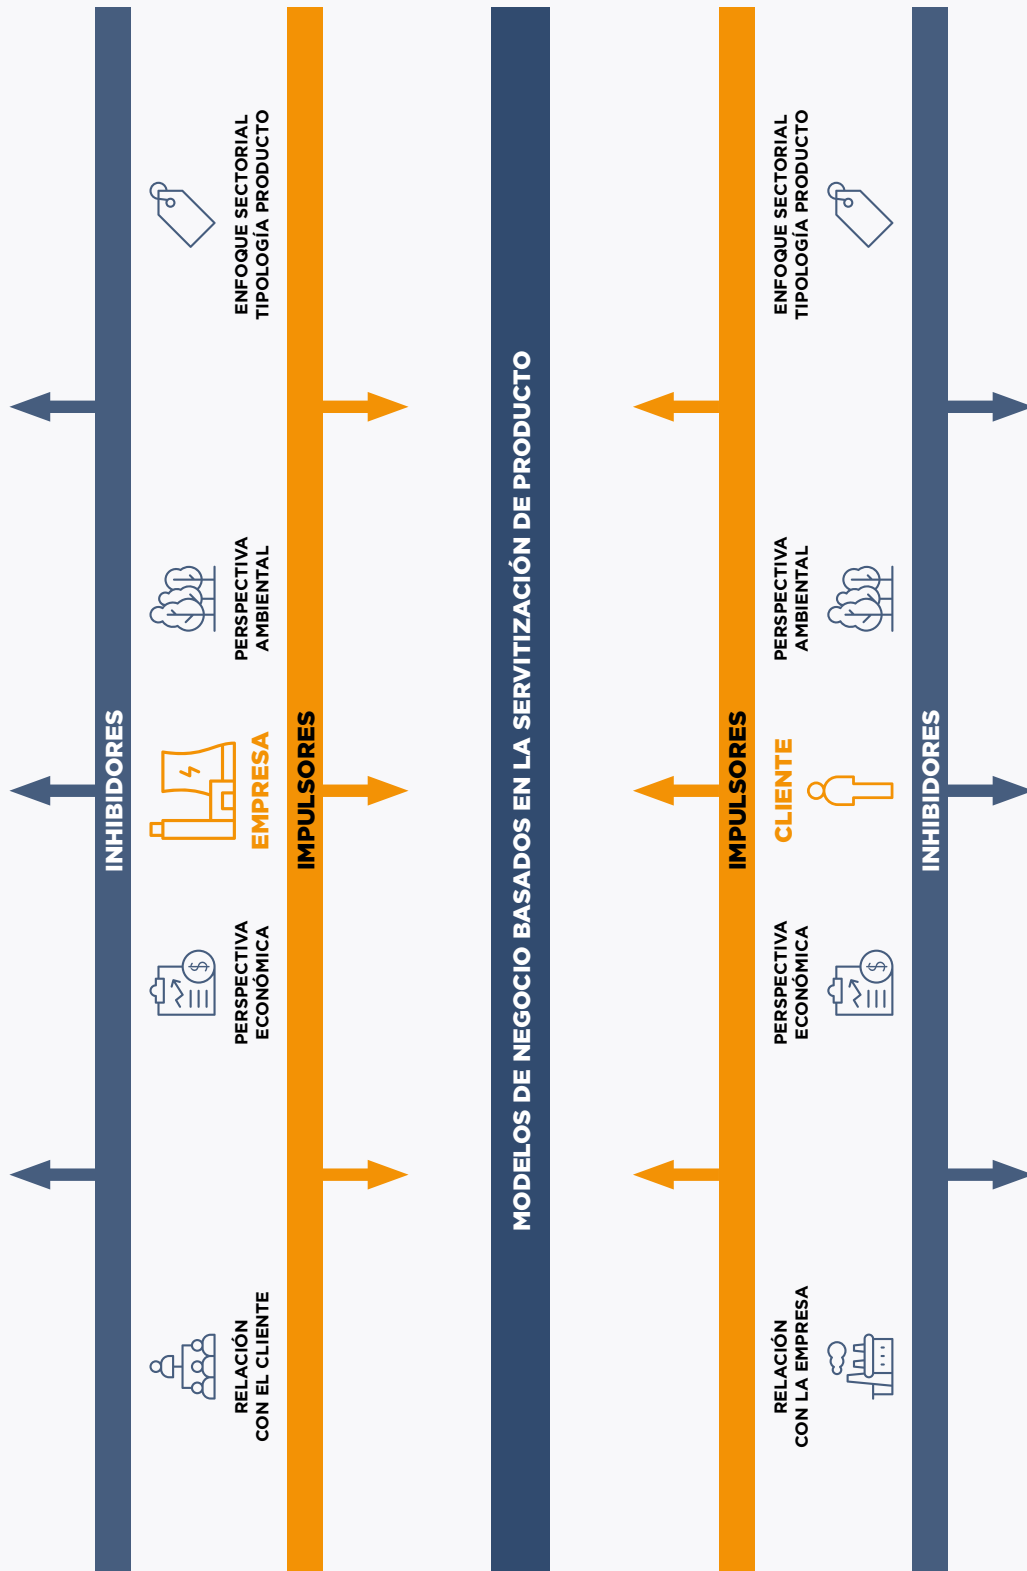 INHIBIDORES
RELACIÓN
CON EL CLIENTE
PERSPECTIVA
ECONÓMICA
EMPRESA
PERSPECTIVA
AMBIENTAL
ENFOQUE SECTORIAL
TIPOLOGÍA PRODUCTO
IMPULSORES
MODELOS DE NEGOCIO BASADOS EN LA SERVITIZACIÓN DE PRODUCTO
IMPULSORES
RELACIÓN
CON LA EMPRESA
PERSPECTIVA
ECONÓMICA
CLIENTE
PERSPECTIVA
AMBIENTAL
ENFOQUE SECTORIAL
TIPOLOGÍA PRODUCTO
INHIBIDORES